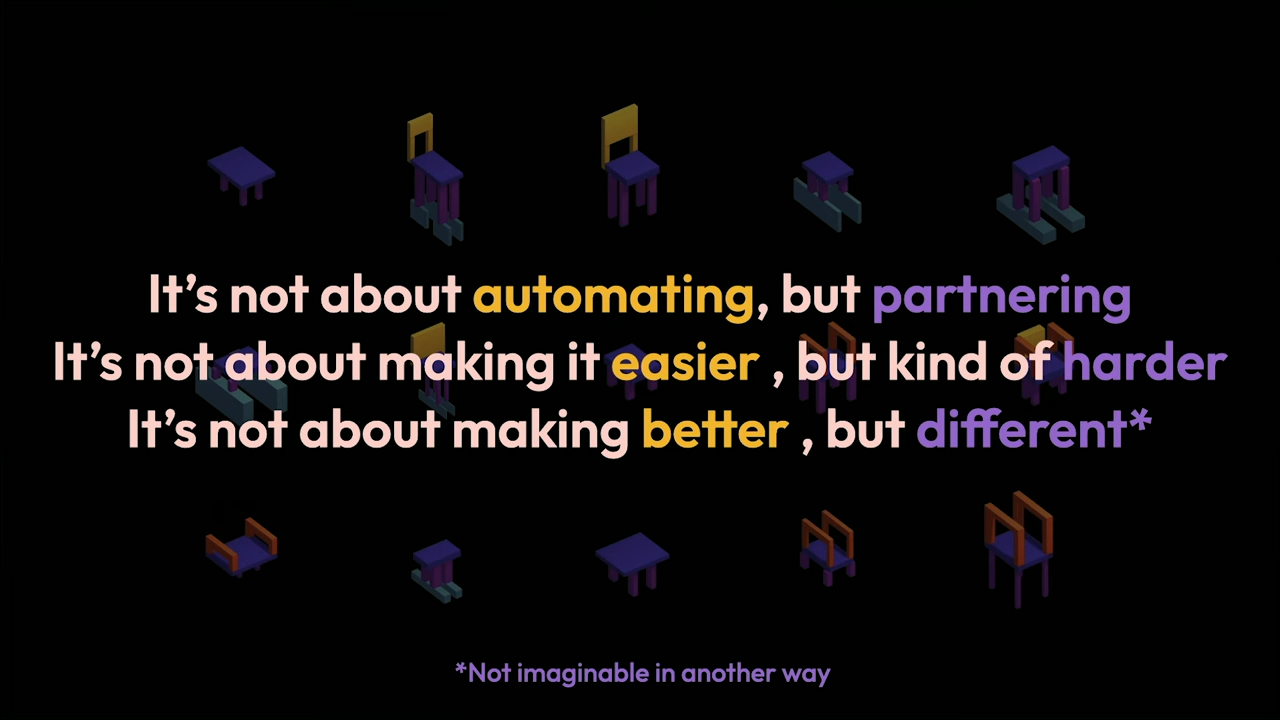 It's not about automating, but partnering
It's not about making it easier , but kind of harder
It's not about making better , but different*
*Not imaginable in another way